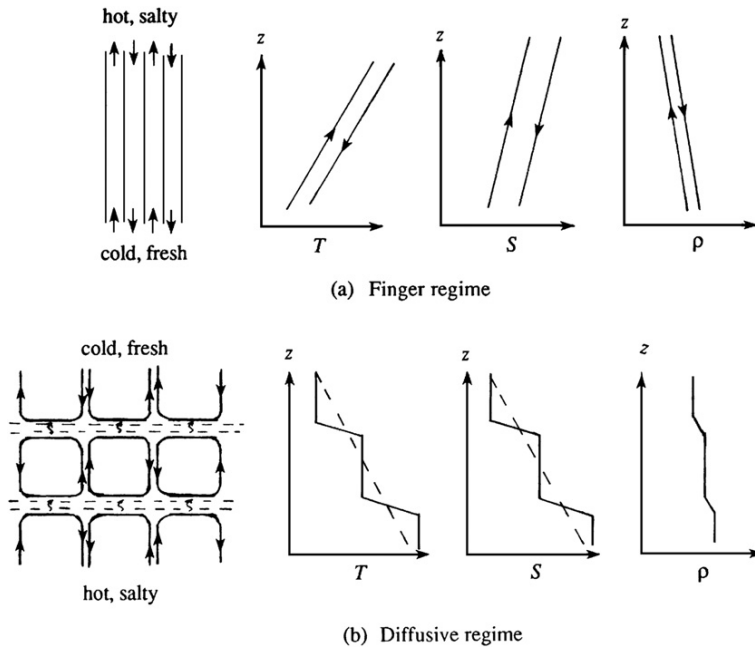 hot, salty
z
z
z
cold, fresh
T
S
ρ
(a) Finger regime
cold, fresh
z
z
z
hot, salty
T
S
ρ
(b) Diffusive regime